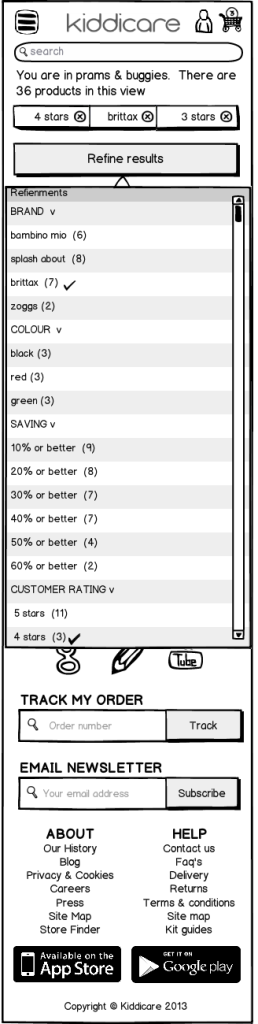 kiddicare
3
search
You are in prams & buggies. There are
36 products in this view
4 stars brittax 3 stars
Refine results
Refienments
BRAND v
bambino mio (6)
splash about (8)
brittax (7)
zoggs (2)
COLOUR v
black (3)
red (3)
green (3)
SAVING v
10% or better (9)
20% or better (8)
30% or better (7)
40% or better (7)
50% or better (4)
60% or better (2)
CUSTOMER RATING v
5 stars (11)
4 stars (3)
Tube
TRACK MY ORDER
Order number Track
EMAIL NEWSLETTER
Your email address Subscribe
ABOUT HELP
Our History Contact us
Blog Faq's
Privacy & Cookies Delivery
Careers Returns
Press Terms & conditions
Site Map Site map
Store Finder Kit guides
Available on the GET IT ON
App Store Google play
Copyright © Kiddicare 2013